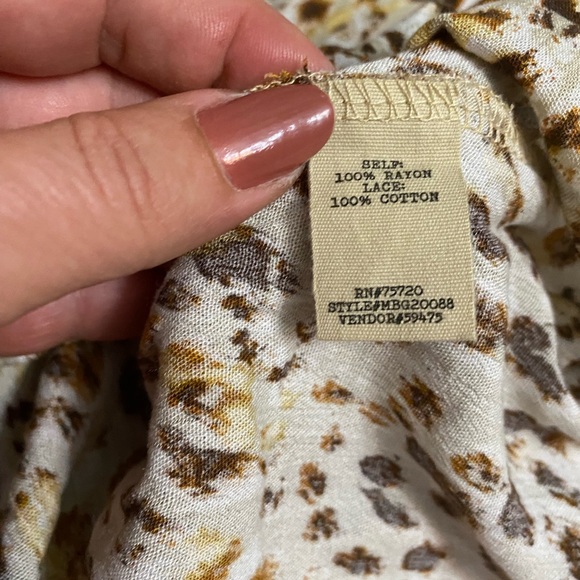 SELF:
100% RAYON
LACE:
100% COTTON
RN#75720
STYLE#MBG20088
VENDOR#59475